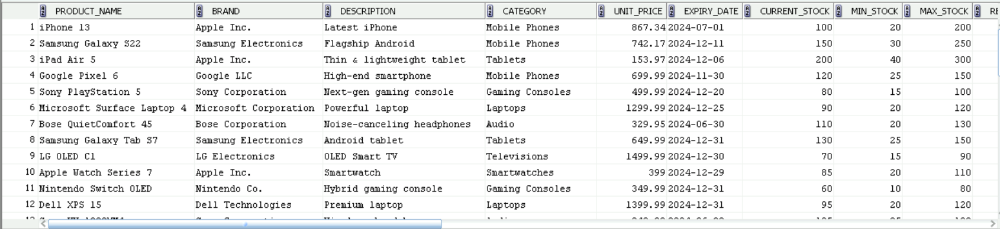 PRODUCT_NAME BRAND DESCRIPTION CATEGORY UNIT_PRICE EXPIRY_DATE CURRENT_STOCK MIN_STOCK MAX_STOCK
1 iPhone 13 Apple Inc. Latest iPhone Mobile Phones 867.34 2024-07-01 100 20 200
2 Samsung Galaxy S22 Samsung Electronics Flagship Android Mobile Phones 742.17 2024-12-11 150 30 250
3 iPad Air 5 Apple Inc. Thin & lightweight tablet Tablets 153.97 2024-12-06 200 40 300
4 Google Pixel 6 Google LLC High-end smartphone Mobile Phones 699.99 2024-11-30 120 25 150
5 Sony PlayStation 5 Sony Corporation Next-gen gaming console Gaming Consoles 499.99 2024-12-20 80 15 100
6 Microsoft Surface Laptop 4 Microsoft Corporation Powerful laptop Laptops 1299.99 2024-12-25 90 20 120
7 Bose QuietComfort 45 Bose Corporation Noise-canceling headphones Audio 329.95 2024-06-30 110 20 130
8 Samsung Galaxy Tab S7 Samsung Electronics Android tablet Tablets 649.99 2024-12-31 130 25 150
9 LG OLED C1 LG Electronics OLED Smart TV Televisions 1499.99 2024-12-30 70 15 90
10 Apple Watch Series 7 Apple Inc. Smartwatch Smartwatches 399 2024-12-29 85 20 110
11 Nintendo Switch OLED Nintendo Co. Hybrid gaming console Gaming Consoles 349.99 2024-12-31 60 10 80
12 Dell XPS 15 Dell Technologies Premium laptop Laptops 1399.99 2024-12-31 95 20 120